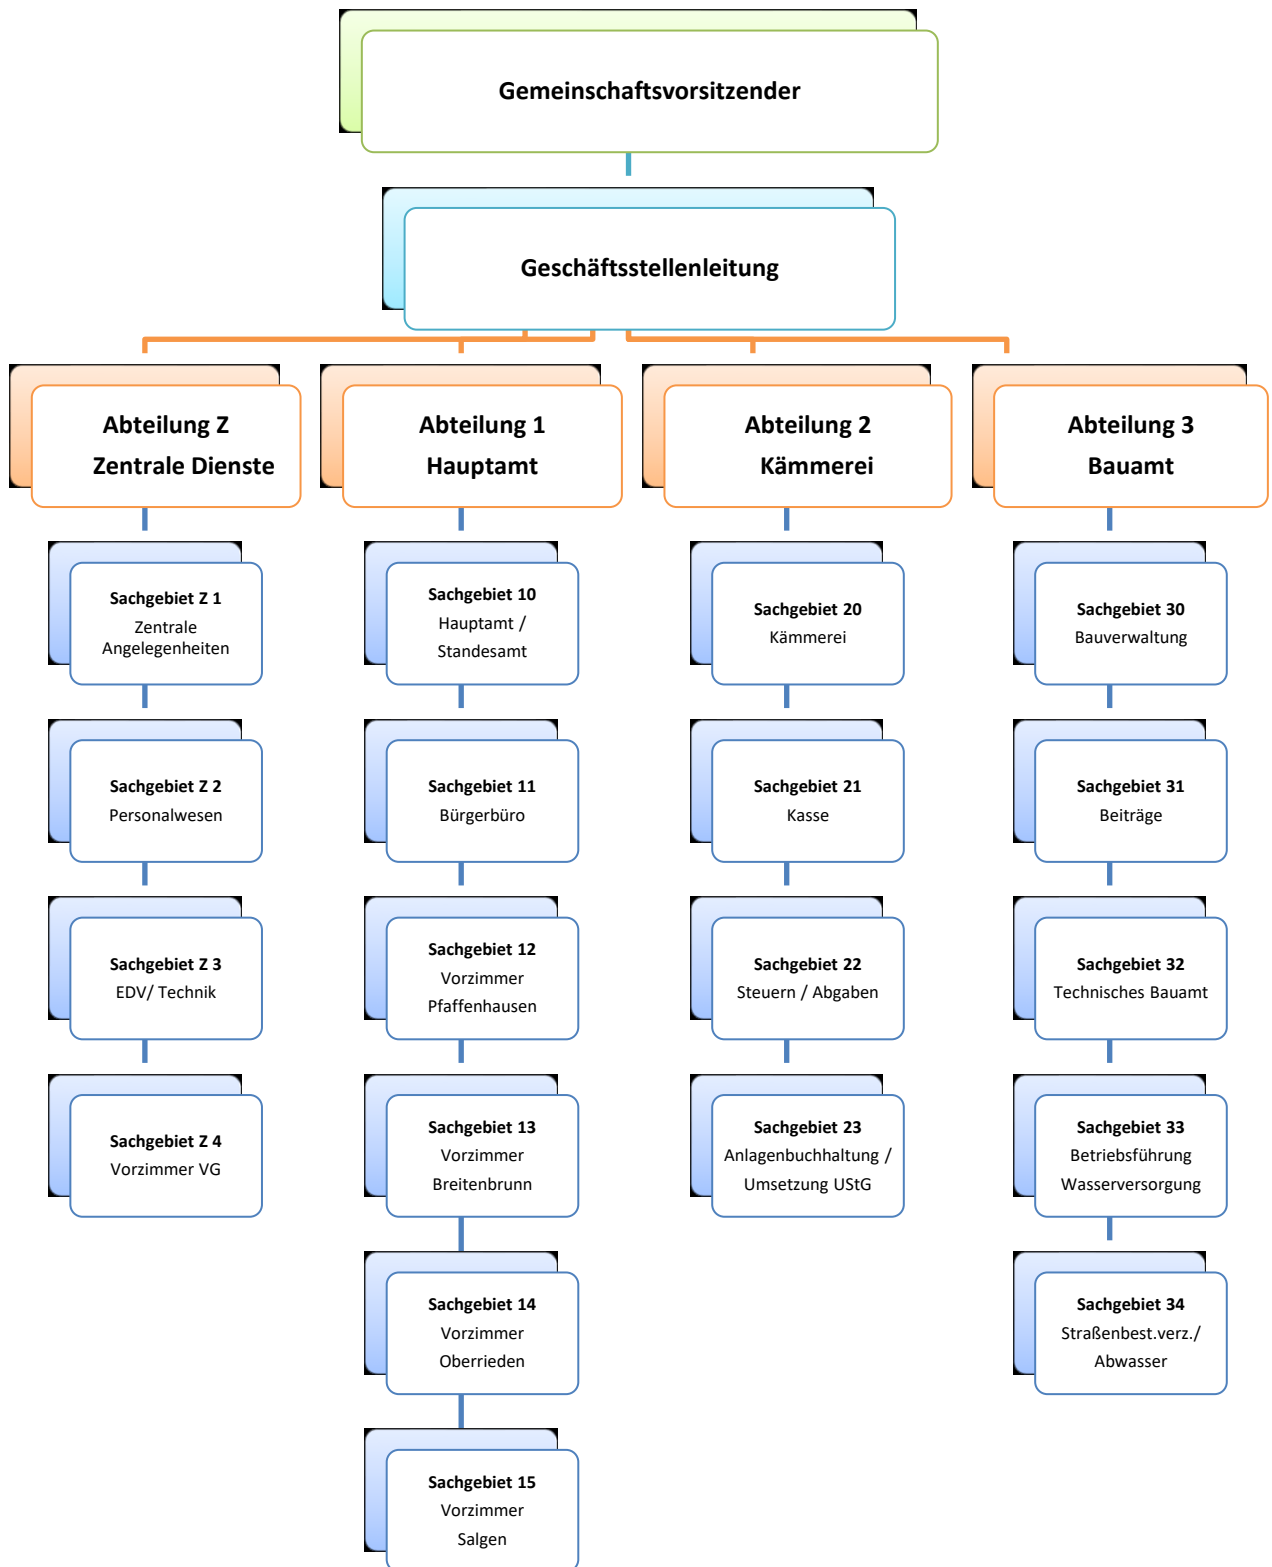 Gemeinschaftsvorsitzender
Geschäftsstellenleitung
Abteilung Z
Zentrale Dienste
Abteilung 1
Hauptamt
Abteilung 2
Kämmerei
Abteilung 3
Bauamt
Sachgebiet Z 1
Zentrale
Angelegenheiten
Sachgebiet 10
Hauptamt /
Standesamt
Sachgebiet 20
Kämmerei
Sachgebiet 30
Bauverwaltung
Sachgebiet Z 2
Personalwesen
Sachgebiet 11
Bürgerbüro
Sachgebiet 21
Kasse
Sachgebiet 31
Beiträge
Sachgebiet Z 3
EDV/ Technik
Sachgebiet 12
Vorzimmer
Pfaffenhausen
Sachgebiet 22
Steuern / Abgaben
Sachgebiet 32
Technisches Bauamt
Sachgebiet Z 4
Vorzimmer VG
Sachgebiet 13
Vorzimmer
Breitenbrunn
Sachgebiet 23
Anlagenbuchhaltung /
Umsetzung UStG
Sachgebiet 33
Betriebsführung
Wasserversorgung
Sachgebiet 14
Vorzimmer
Oberrieden
Sachgebiet 34
Straßenbest.verz./
Abwasser
Sachgebiet 15
Vorzimmer
Salgen